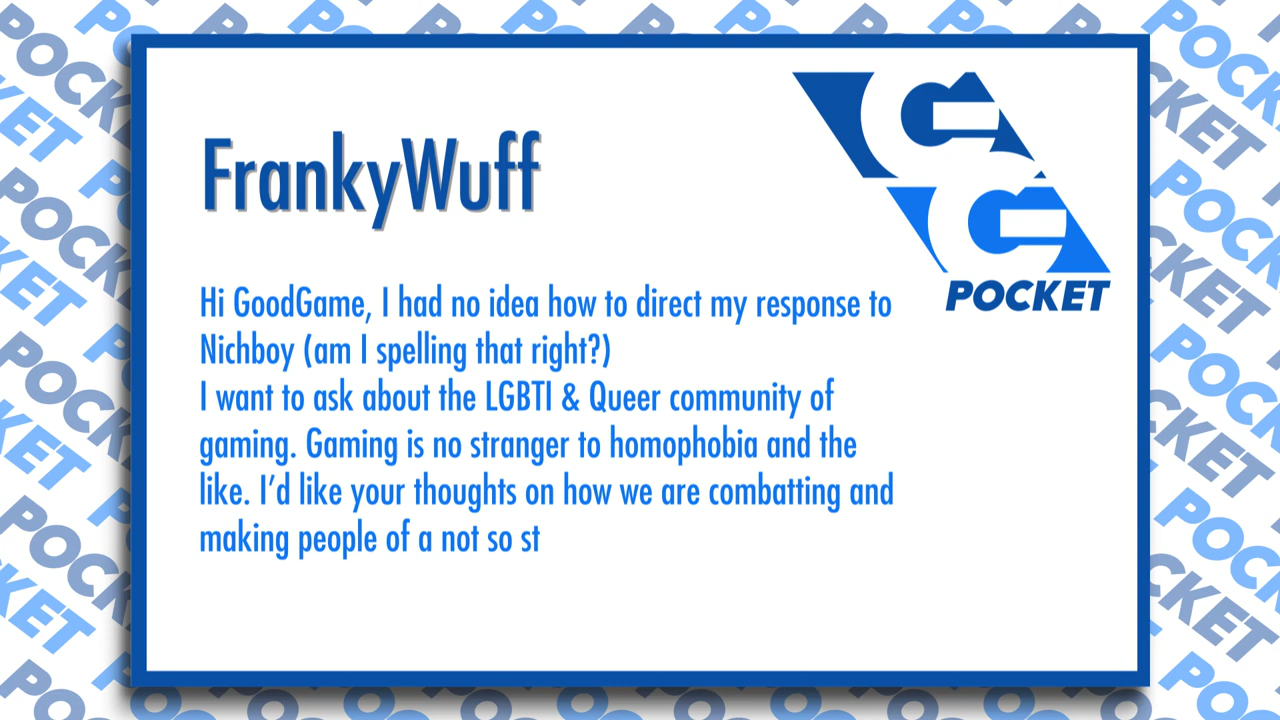 FrankyWuff
GG
POCKET
Hi GoodGame, I had no idea how to direct my response to
Nichboy (am I spelling that right?)
I want to ask about the LGBTI & Queer community of
gaming. Gaming is no stranger to homophobia and the
like. I'd like your thoughts on how we are combatting and
making people of a not so st